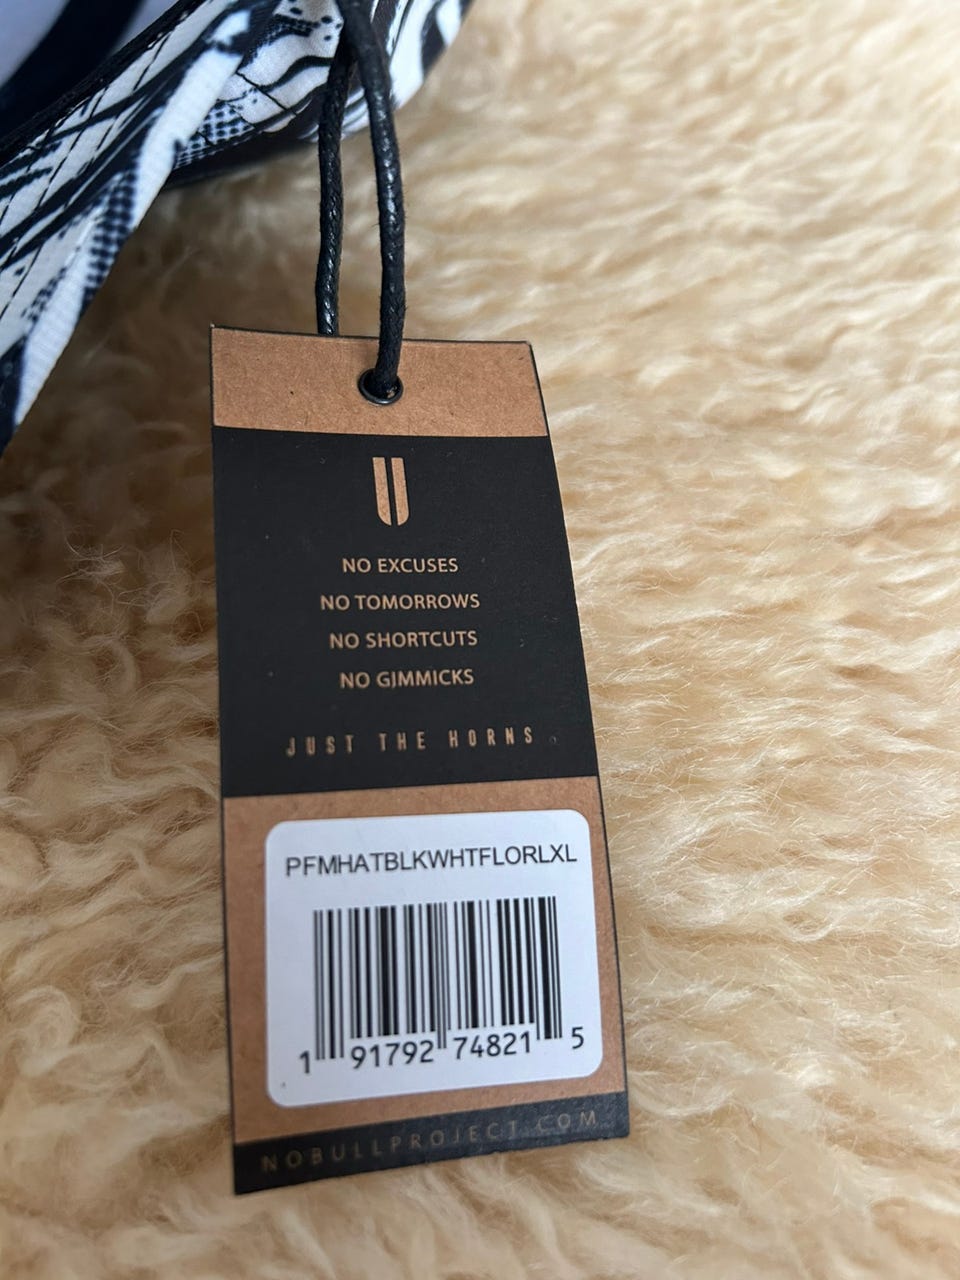 NO EXCUSES
NO TOMORROWS
NO SHORTCUTS
NO GIMMICKS
JUST THE HORNS
PFMHATBLKWHTFLORLXL
1 91792 74821 5
NOBULLPROJECT.COM